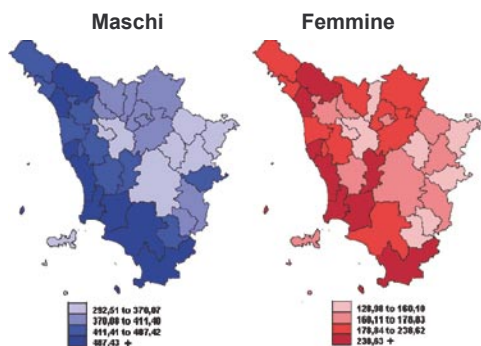 Maschi Femmine
292,51 to 370,07
370,08 to 411,40
411,41 to 487,42
487,43 +
128,98 to 160,10
160,11 to 178,83
178,84 to 238,62
238,63 +